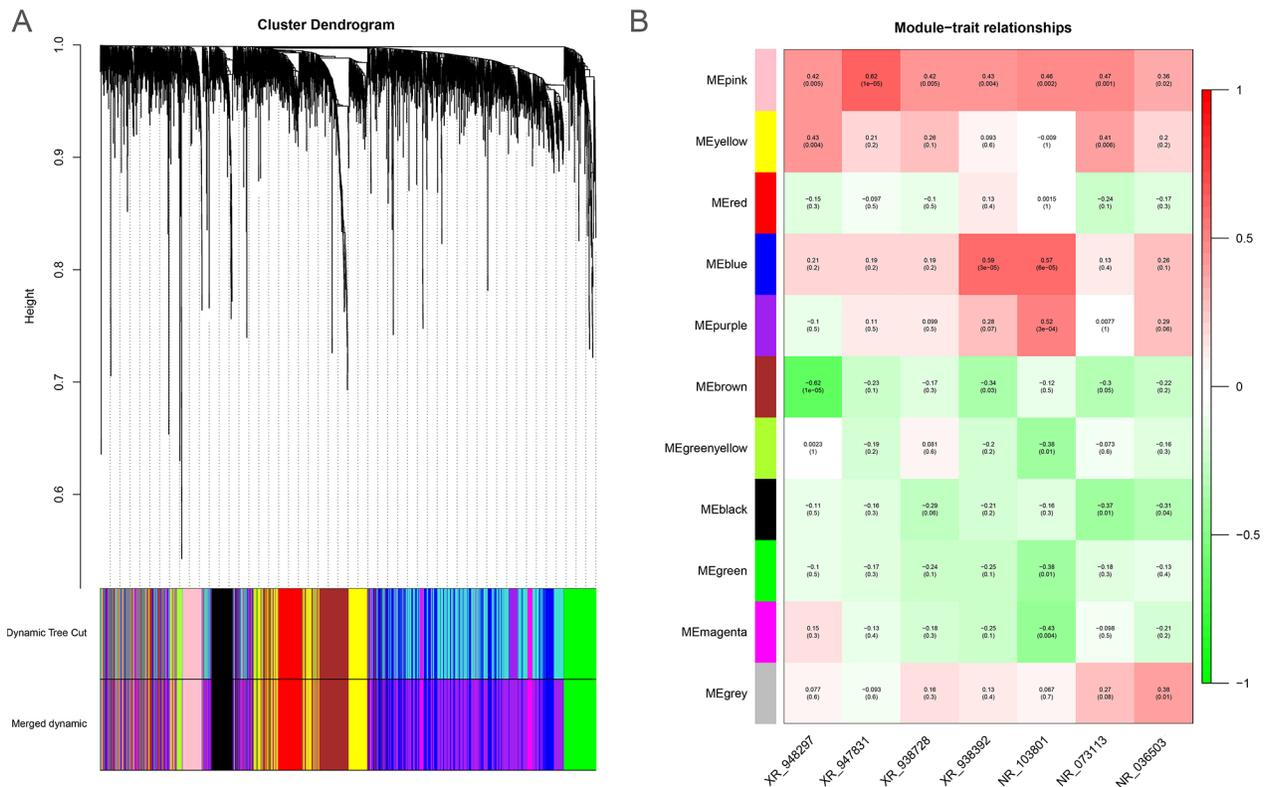 A
Cluster Dendrogram
Height
1.0
0.9
0.8
0.7
0.6
Dynamic Tree Cut
Merged dynamic
B
Module−trait relationships
MEpink
0.42 0.62 0.42 0.43 0.46 0.47 0.36
(0.005) (1e−05) (0.005) (0.004) (0.002) (0.001) (0.02)
MEyellow
0.43 0.21 0.26 0.093 −0.009 0.41 0.2
(0.004) (0.2) (0.1) (0.6) (1) (0.006) (0.2)
MEred
−0.15 −0.097 −0.1 0.13 0.0015 −0.24 −0.17
(0.3) (0.5) (0.5) (0.4) (1) (0.1) (0.3)
MEblue
0.21 0.19 0.19 0.59 0.57 0.13 0.26
(0.2) (0.2) (0.2) (3e−05) (6e−05) (0.4) (0.1)
MEpurple
−0.1 0.11 0.099 0.28 0.52 0.0077 0.29
(0.5) (0.5) (0.5) (0.07) (3e−04) (1) (0.06)
MEbrown
−0.62 −0.23 −0.17 −0.34 −0.12 −0.3 −0.22
(1e−05) (0.1) (0.3) (0.03) (0.5) (0.05) (0.2)
MEgreenyellow
0.0023 −0.19 0.081 −0.2 −0.38 −0.073 −0.16
(1) (0.2) (0.6) (0.2) (0.01) (0.6) (0.3)
MEblack
−0.11 −0.16 −0.29 −0.21 −0.16 −0.37 −0.31
(0.5) (0.3) (0.06) (0.2) (0.3) (0.01) (0.04)
MEgreen
−0.1 −0.17 −0.24 −0.25 −0.38 −0.18 −0.13
(0.5) (0.3) (0.1) (0.1) (0.01) (0.3) (0.4)
MEmagenta
0.15 −0.13 −0.18 −0.25 −0.43 −0.098 −0.21
(0.3) (0.4) (0.3) (0.1) (0.004) (0.5) (0.2)
MEgrey
0.077 −0.093 0.16 0.13 0.067 0.27 0.38
(0.6) (0.6) (0.3) (0.4) (0.7) (0.08) (0.01)
XR_948297 XR_947831 XR_938728 XR_938392 NR_103801 NR_073113 NR_036503
1
0.5
0
−0.5
−1